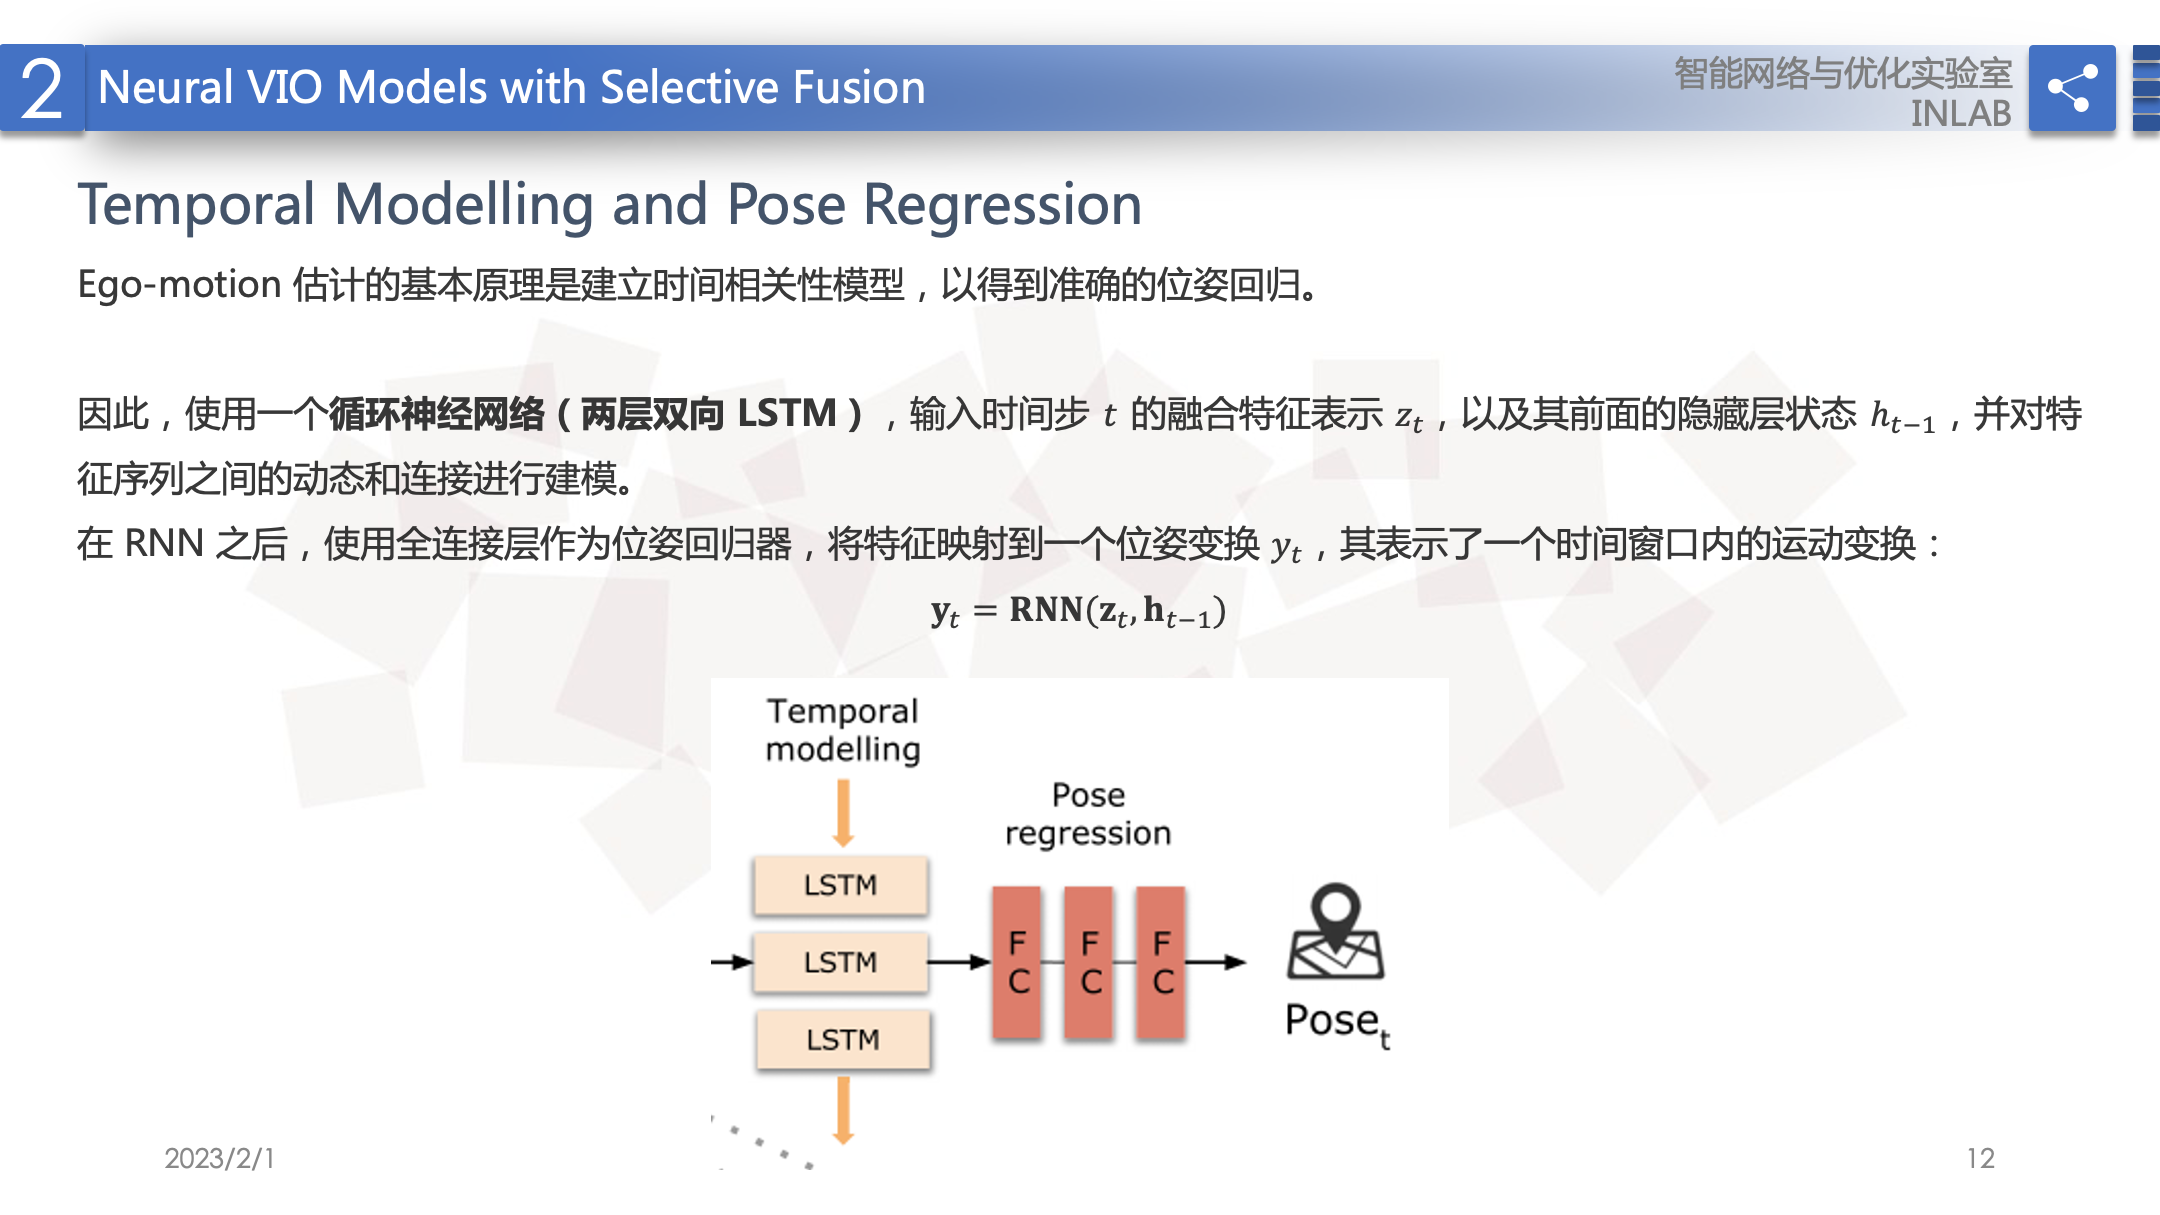 2 Neural VIO Models with Selective Fusion
智能网络与优化实验室
INLAB
Temporal Modelling and Pose Regression
Ego-motion 估计的基本原理是建立时间相关性模型，以得到准确的位姿回归。
因此，使用一个循环神经网络（两层双向 LSTM），输入时间步 t 的融合特征表示 z_t，以及其前面的隐藏层状态 h_{t−1}，并对特
征序列之间的动态和连接进行建模。
在 RNN 之后，使用全连接层作为位姿回归器，将特征映射到一个位姿变换 y_t，其表示了一个时间窗口内的运动变换：
y_t = RNN(z_t, h_{t−1})
Temporal
modelling
Pose
regression
LSTM
LSTM
LSTM
FC
FC
FC
Pose_t
2023/2/1
12